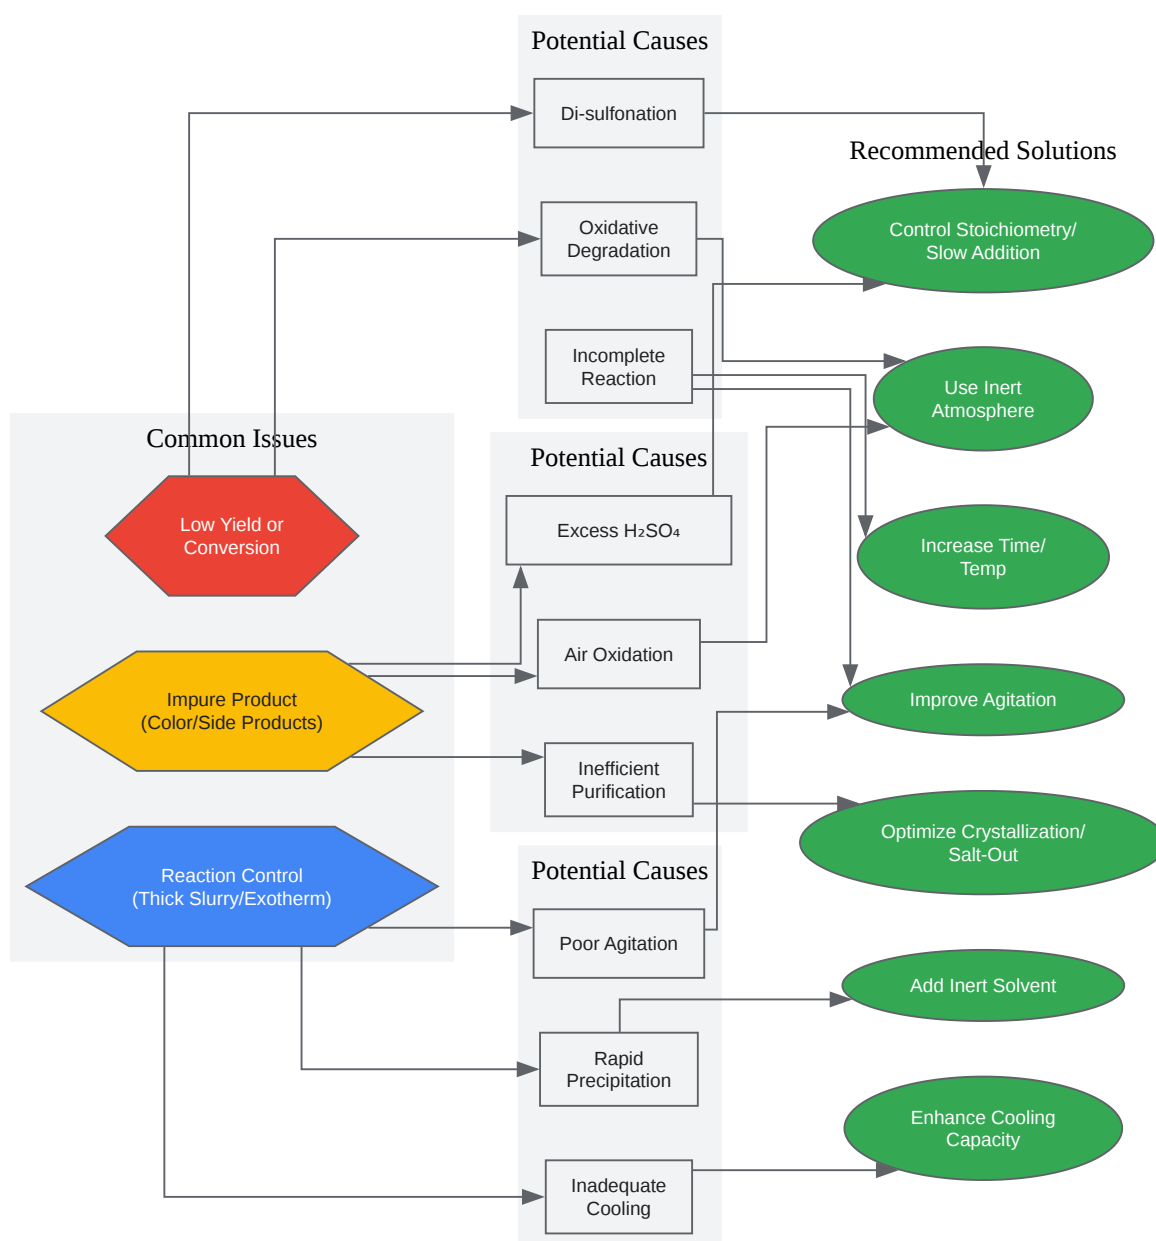 Potential Causes
Di-sulfonation
Oxidative
Degradation
Incomplete
Reaction
Recommended Solutions
Control Stoichiometry/
Slow Addition
Use Inert
Atmosphere
Increase Time/
Temp
Improve Agitation
Optimize Crystallization/
Salt-Out
Add Inert Solvent
Enhance Cooling
Capacity
Common Issues
Low Yield or
Conversion
Impure Product
(Color/Side Products)
Reaction Control
(Thick Slurry/Exotherm)
Potential Causes
Excess H₂SO₄
Air Oxidation
Inefficient
Purification
Potential Causes
Poor Agitation
Rapid
Precipitation
Inadequate
Cooling